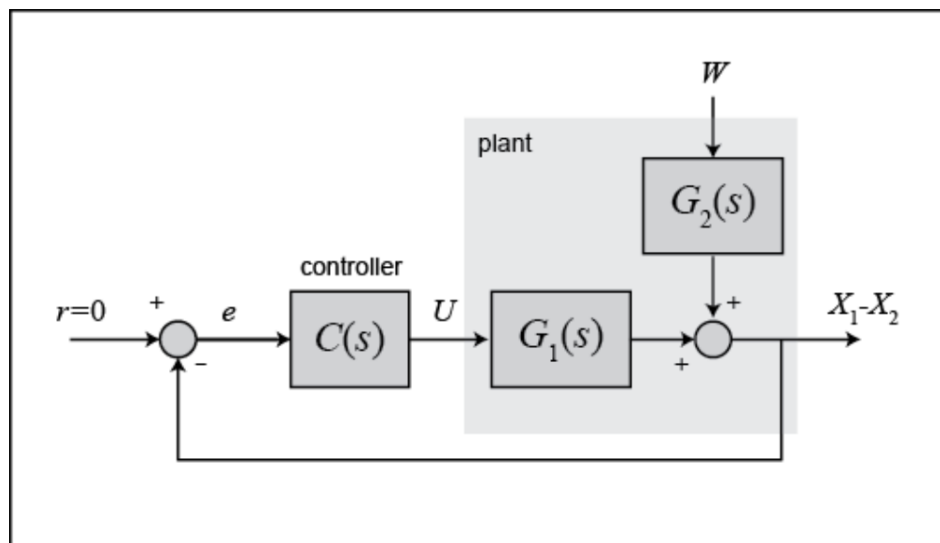 W
plant
G₂(s)
controller
r=0
+
−
e
C(s)
U
G₁(s)
+
+
X₁-X₂